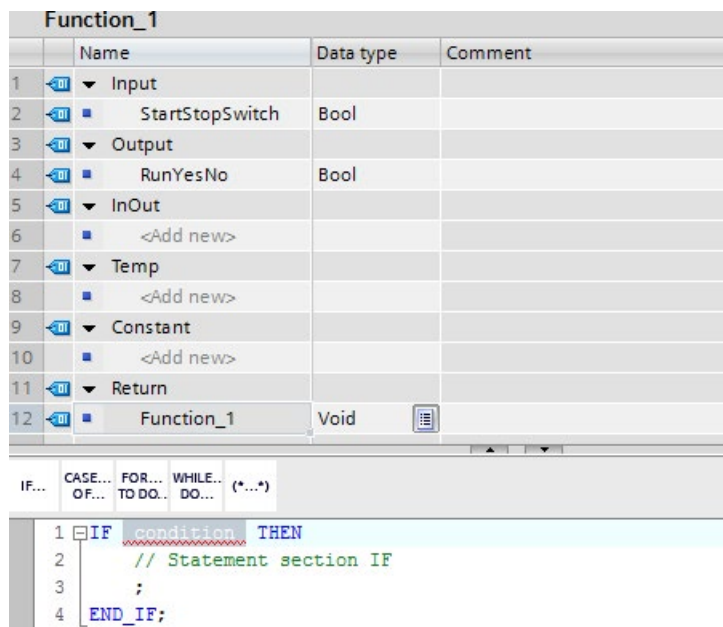 Function_1
Name Data type Comment
1 Input
2 StartStopSwitch Bool
3 Output
4 RunYesNo Bool
5 InOut
6 <Add new>
7 Temp
8 <Add new>
9 Constant
10 <Add new>
11 Return
12 Function_1 Void
IF... CASE... OF... FOR... TO DO... WHILE... DO... (*...*)
1 IF condition THEN
2 // Statement section IF
3 ;
4 END_IF;